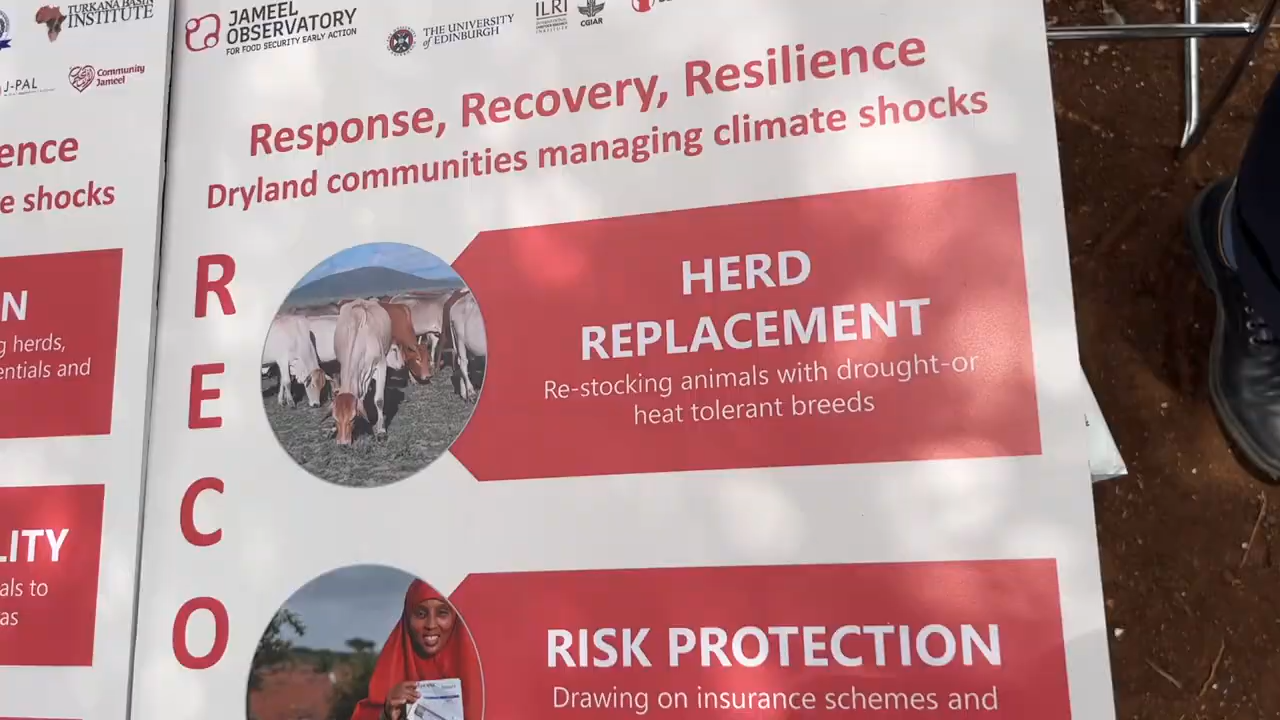 TURKANA BASIN
INSTITUTE
J-PAL
Community
Jameel
ence
e shocks
N
g herds,
entials and
LITY
als to
as
JAMEEL
OBSERVATORY
FOR FOOD SECURITY EARLY ACTION
THE UNIVERSITY
of EDINBURGH
ILRI
CGIAR
Response, Recovery, Resilience
Dryland communities managing climate shocks
R
E
C
O
HERD
REPLACEMENT
Re-stocking animals with drought-or
heat tolerant breeds
RISK PROTECTION
Drawing on insurance schemes and